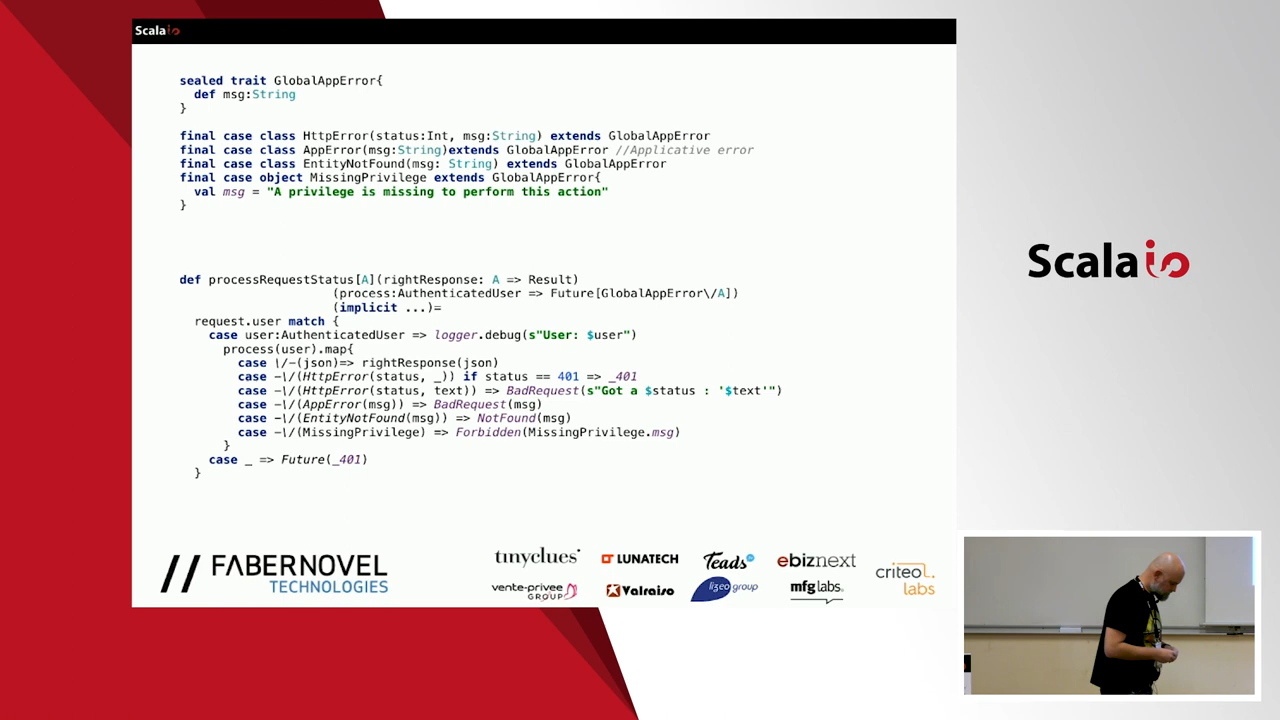 Scalaio
sealed trait GlobalAppError{
def msg:String
}
final case class HttpError(status:Int, msg:String) extends GlobalAppError
final case class AppError(msg:String)extends GlobalAppError //Applicative error
final case class EntityNotFound(msg: String) extends GlobalAppError
final case object MissingPrivilege extends GlobalAppError{
val msg = "A privilege is missing to perform this action"
}
def processRequestStatus[A](rightResponse: A => Result)
(process:AuthenticatedUser => Future[GlobalAppError\/A])
(implicit ...)=
request.user match {
case user:AuthenticatedUser => logger.debug(s"User: $user")
process(user).map{
case \/-(json)=> rightResponse(json)
case -\/(HttpError(status, _)) if status == 401 => _401
case -\/(HttpError(status, text)) => BadRequest(s"Got a $status : '$text'")
case -\/(AppError(msg)) => BadRequest(msg)
case -\/(EntityNotFound(msg)) => NotFound(msg)
case -\/(MissingPrivilege) => Forbidden(MissingPrivilege.msg)
}
case _ => Future(_401)
}
Scalaio
// FABERNOVEL
TECHNOLOGIES
tinyclues
LUNATECH
Teads
ebiznext
vente-privee
GROUP
Valraiso
lizeo group
mfg labs.
criteo
labs